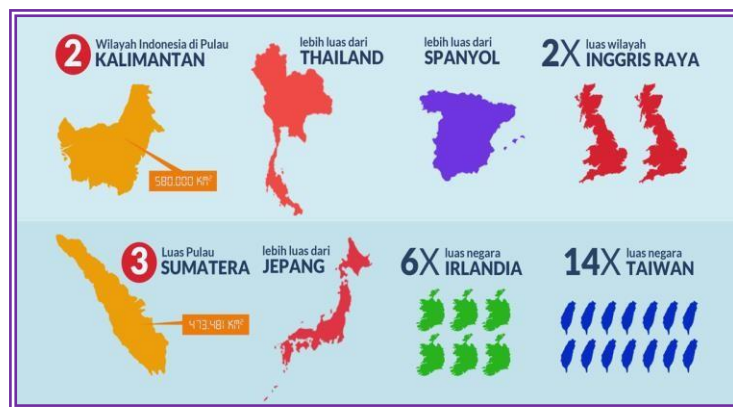 2
Wilayah Indonesia di Pulau
KALIMANTAN
580.000 KM²
lebih luas dari
THAILAND
lebih luas dari
SPANYOL
2X
luas wilayah
INGGRIS RAYA
3
Luas Pulau
SUMATERA
473.481 KM²
lebih luas dari
JEPANG
6X
luas negara
IRLANDIA
14X
luas negara
TAIWAN